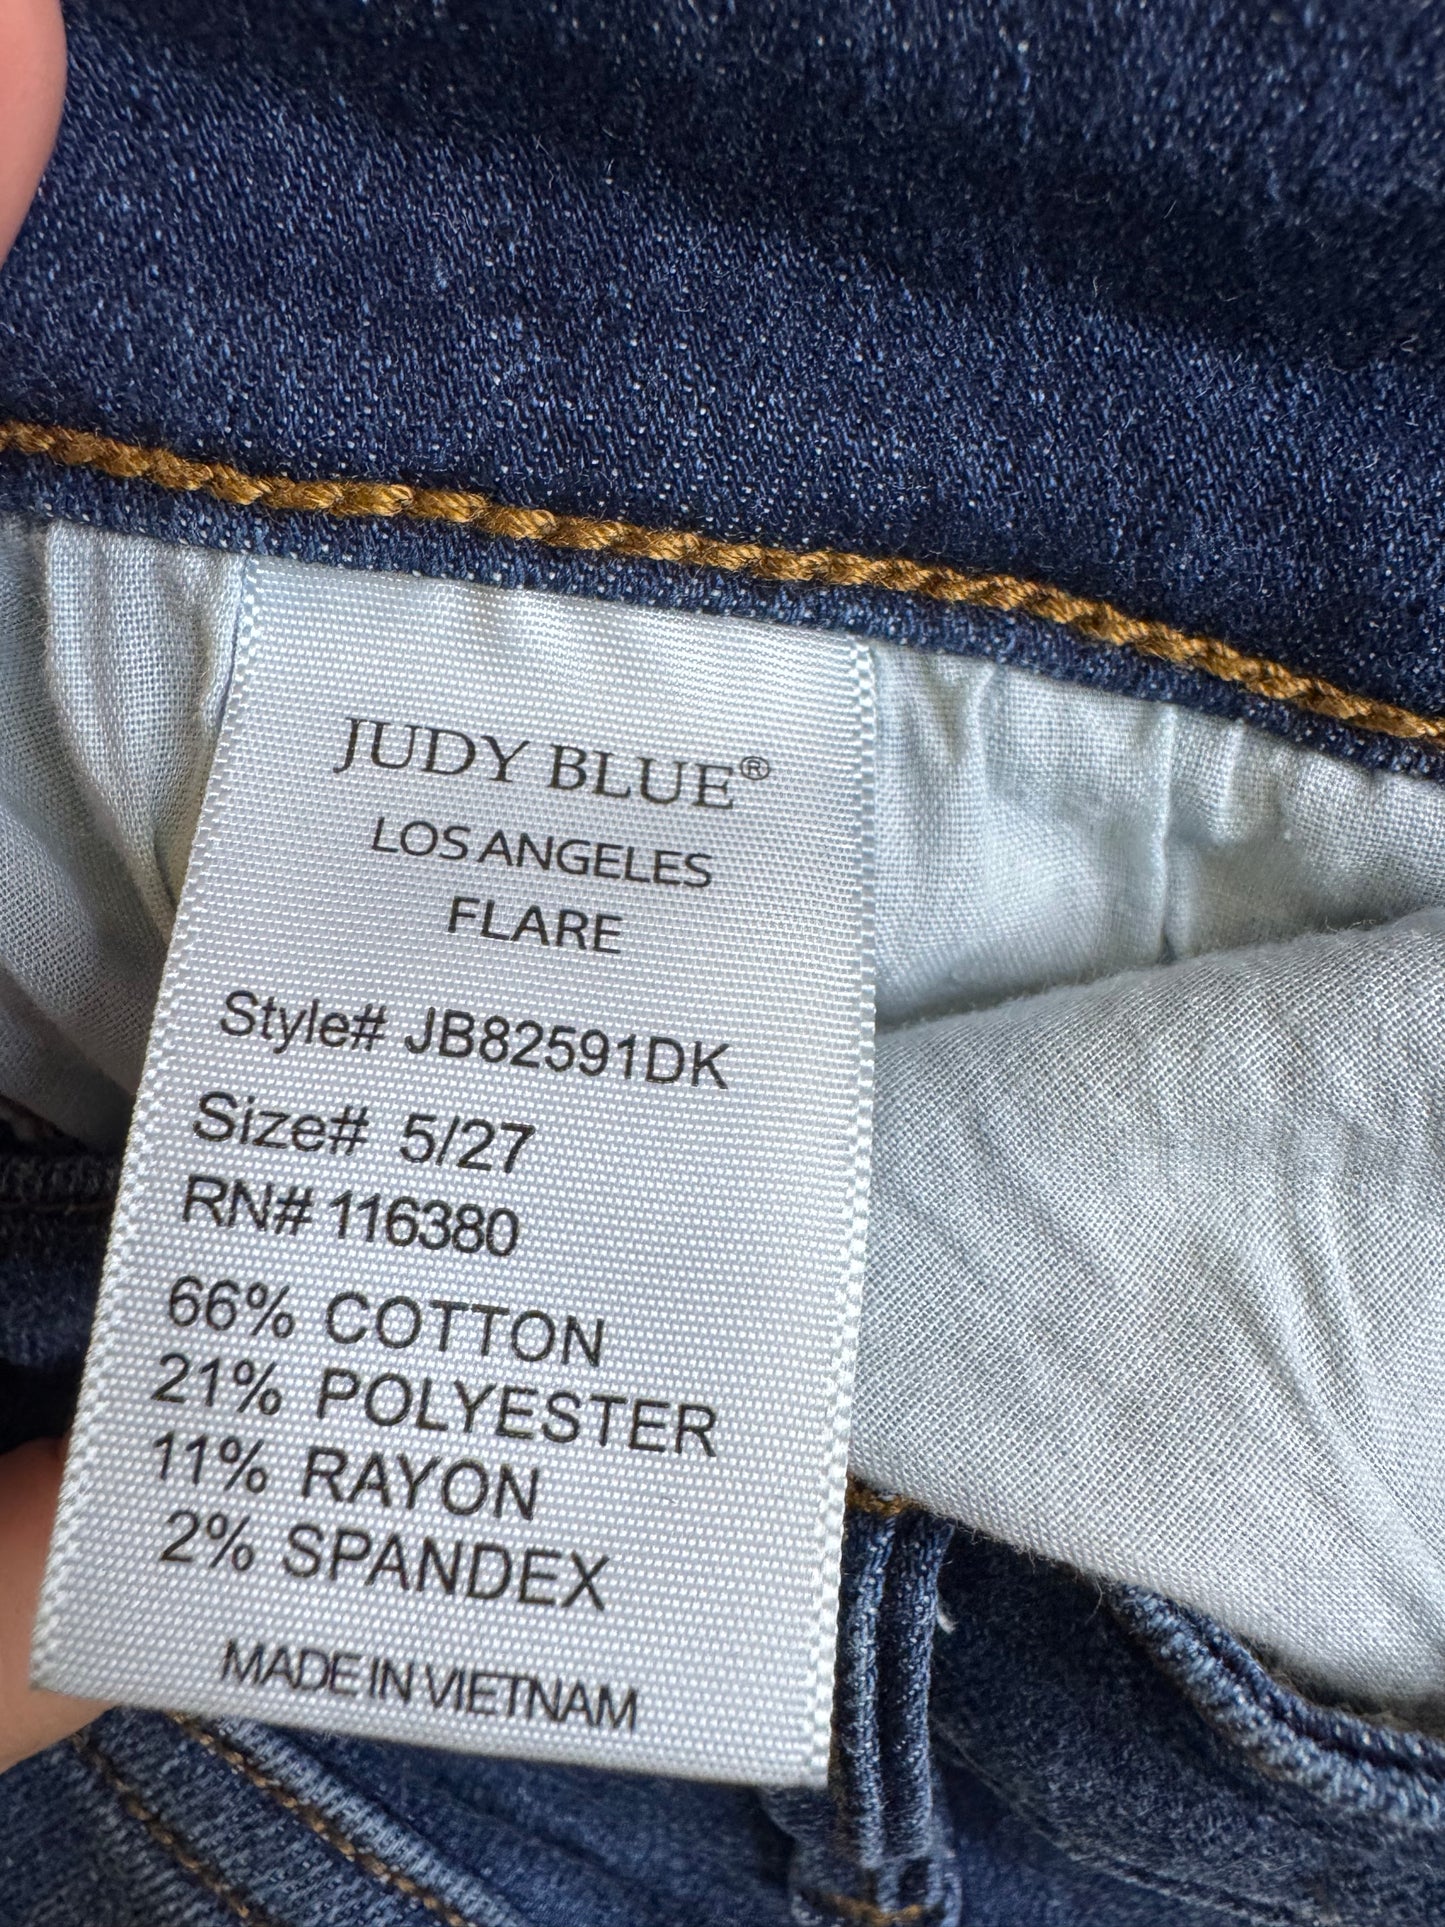 JUDY BLUE®
LOS ANGELES
FLARE
Style# JB82591DK
Size# 5/27
RN# 116380
66% COTTON
21% POLYESTER
11% RAYON
2% SPANDEX
MADE IN VIETNAM